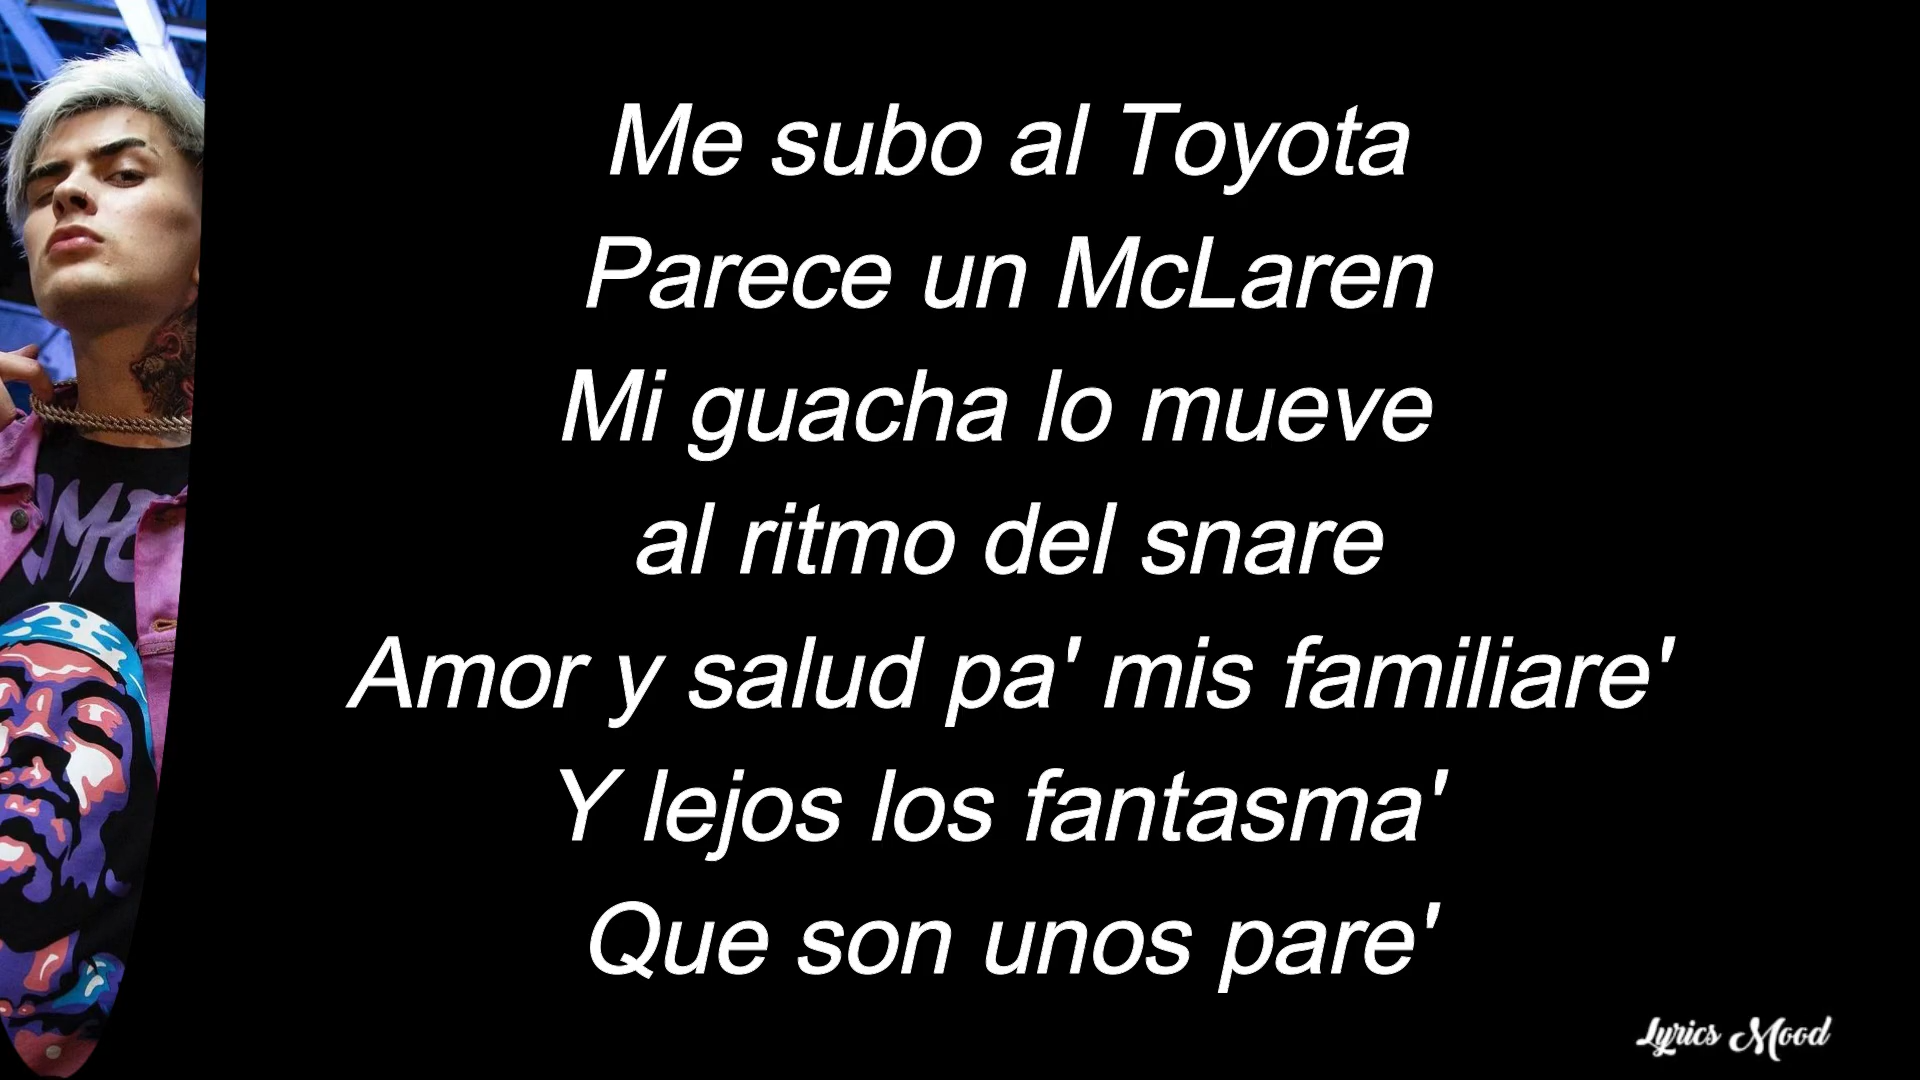 Me subo al Toyota
Parece un McLaren
Mi guacha lo mueve
al ritmo del snare
Amor y salud pa' mis familiare'
Y lejos los fantasma'
Que son unos pare'
Lyrics Mood